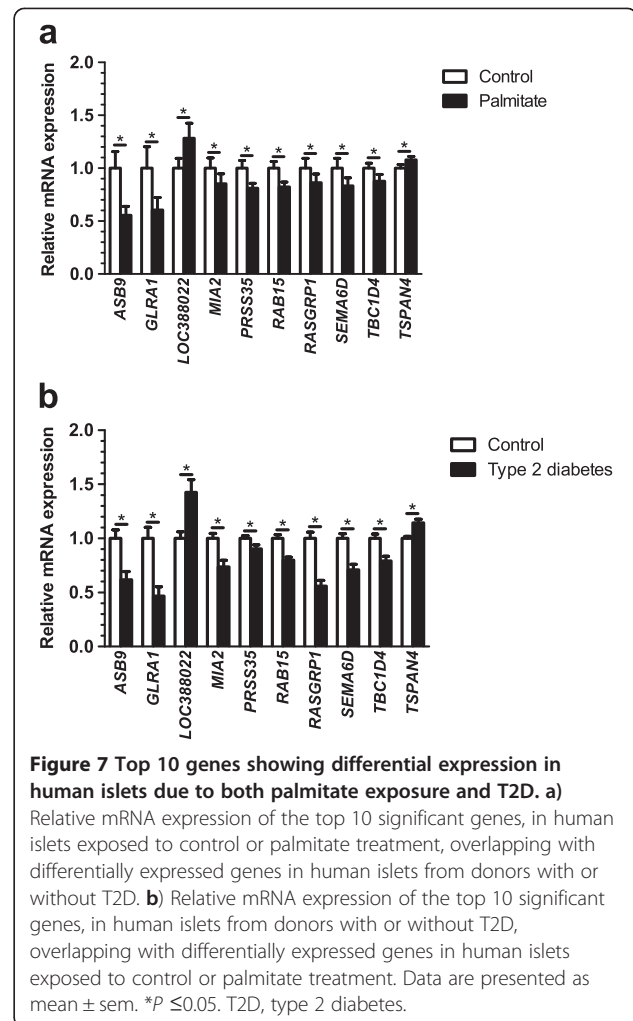 a
Relative mRNA expression
2.0
1.5
1.0
0.5
0.0
* * * * * * * * * *
Control
Palmitate
ASB9
GLRA1
LOC388022
MIA2
PRSS35
RAB15
RASGRP1
SEMA6D
TBC1D4
TSPAN4
b
Relative mRNA expression
2.0
1.5
1.0
0.5
0.0
* * * * * * * * * *
Control
Type 2 diabetes
ASB9
GLRA1
LOC388022
MIA2
PRSS35
RAB15
RASGRP1
SEMA6D
TBC1D4
TSPAN4
Figure 7 Top 10 genes showing differential expression in
human islets due to both palmitate exposure and T2D. a)
Relative mRNA expression of the top 10 significant genes, in human
islets exposed to control or palmitate treatment, overlapping with
differentially expressed genes in human islets from donors with or
without T2D. b) Relative mRNA expression of the top 10 significant
genes, in human islets from donors with or without T2D,
overlapping with differentially expressed genes in human islets
exposed to control or palmitate treatment. Data are presented as
mean ± sem. *P ≤0.05. T2D, type 2 diabetes.